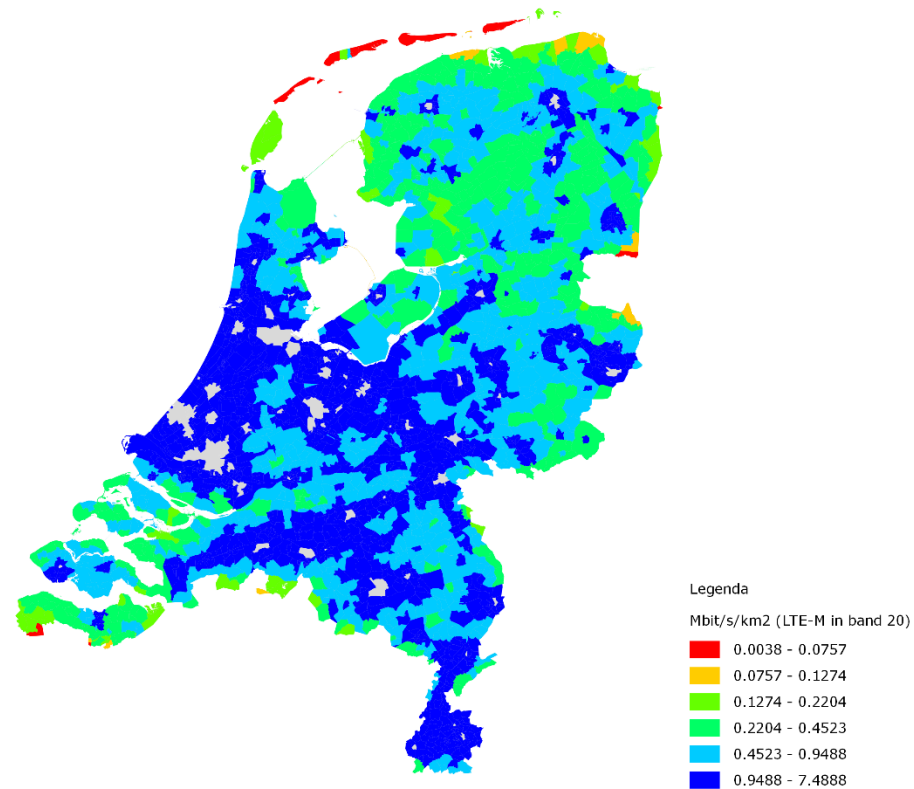 Legenda
Mbit/s/km2 (LTE-M in band 20)
0.0038 - 0.0757
0.0757 - 0.1274
0.1274 - 0.2204
0.2204 - 0.4523
0.4523 - 0.9488
0.9488 - 7.4888